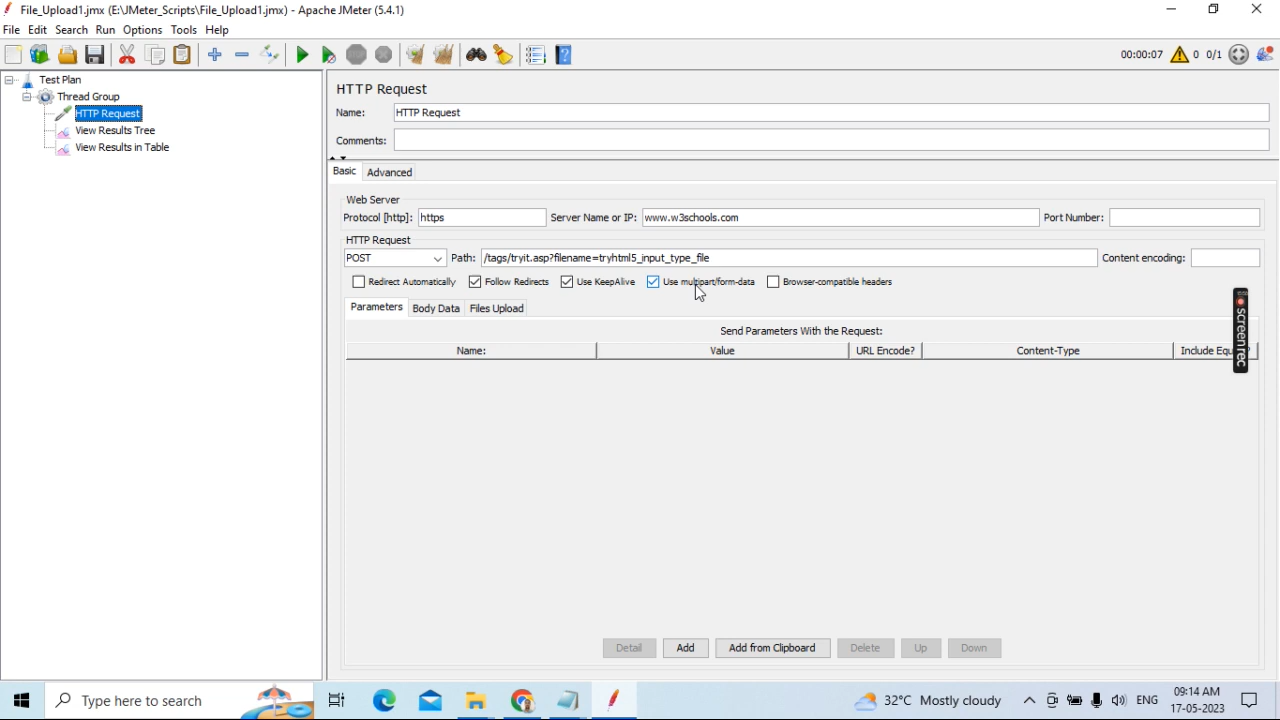 File_Upload1.jmx (E:\JMeter_Scripts\File_Upload1.jmx) - Apache JMeter (5.4.1)
File Edit Search Run Options Tools Help
00:00:07 0 0/1
Test Plan
Thread Group
HTTP Request
View Results Tree
View Results in Table
HTTP Request
Name: HTTP Request
Comments:
Basic Advanced
Web Server
Protocol [http]: https Server Name or IP: www.w3schools.com Port Number:
HTTP Request
POST Path: /tags/tryit.asp?filename=tryhtml5_input_type_file Content encoding:
Redirect Automatically Follow Redirects Use KeepAlive Use multipart/form-data Browser-compatible headers
Parameters Body Data Files Upload
Send Parameters With the Request:
Name: Value URL Encode? Content-Type Include Equ ?
screenrec
Detail Add Add from Clipboard Delete Up Down
Type here to search
32°C Mostly cloudy ENG
09:14 AM
17-05-2023